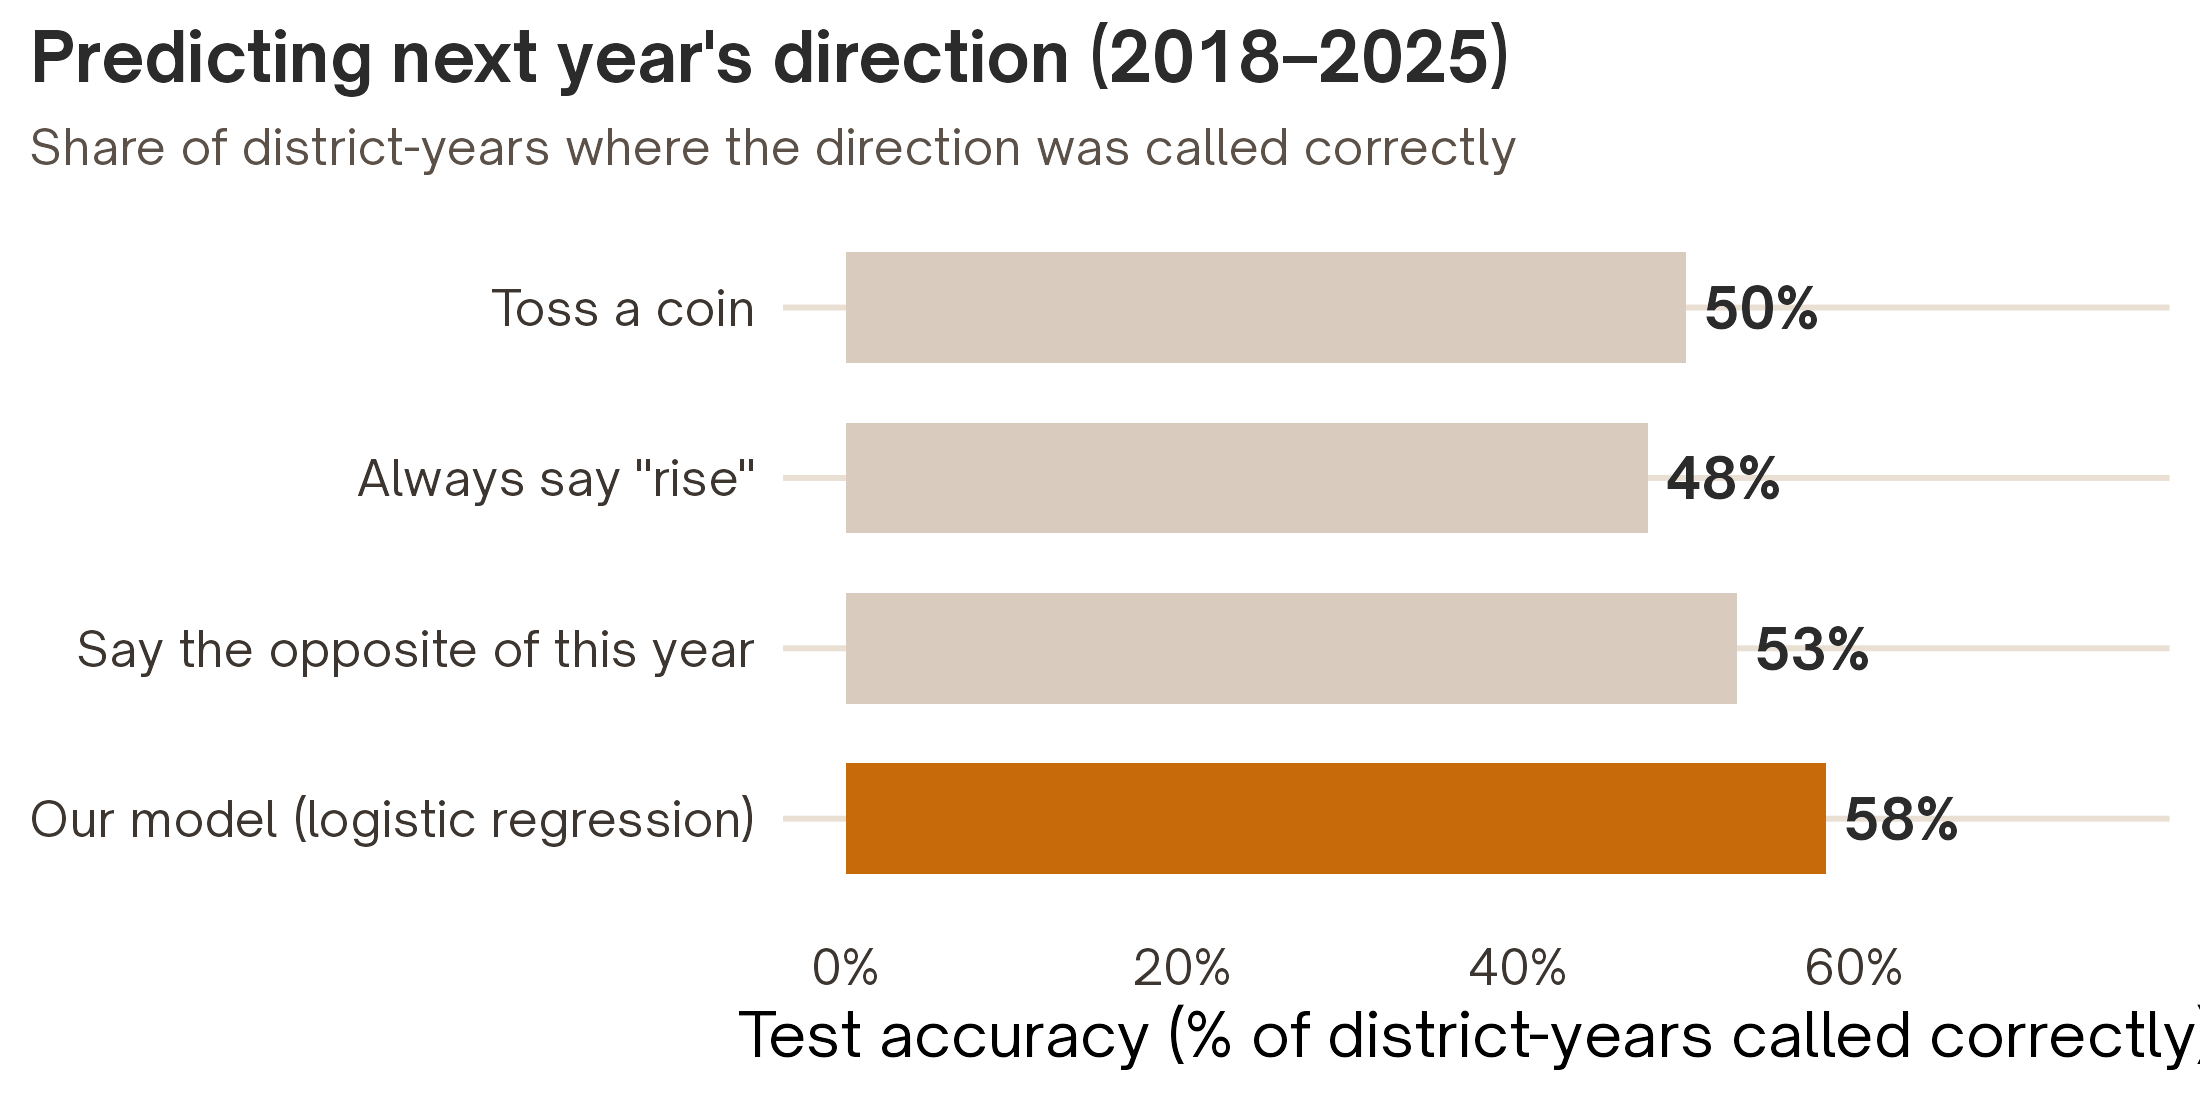 Predicting next year's direction (2018–2025)
Share of district-years where the direction was called correctly
Toss a coin 50%
Always say "rise" 48%
Say the opposite of this year 53%
Our model (logistic regression) 58%
0% 20% 40% 60%
Test accuracy (% of district-years called correctly)